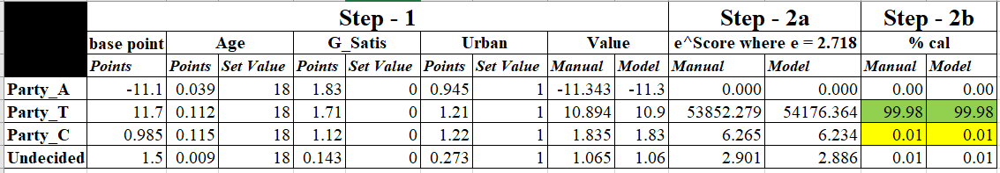 Step - 1 Step - 2a Step - 2b
base point Age G_Satis Urban Value e^Score where e = 2.718 % cal
Points Points Set Value Points Set Value Points Set Value Manual Model Manual Model Manual Model
Party_A -11.1 0.039 18 1.83 0 0.945 1 -11.343 -11.3 0.000 0.000 0.00 0.00
Party_T 11.7 0.112 18 1.71 0 1.21 1 10.894 10.9 53852.279 54176.364 99.98 99.98
Party_C 0.985 0.115 18 1.12 0 1.22 1 1.835 1.83 6.265 6.234 0.01 0.01
Undecided 1.5 0.009 18 0.143 0 0.273 1 1.065 1.06 2.901 2.886 0.01 0.01